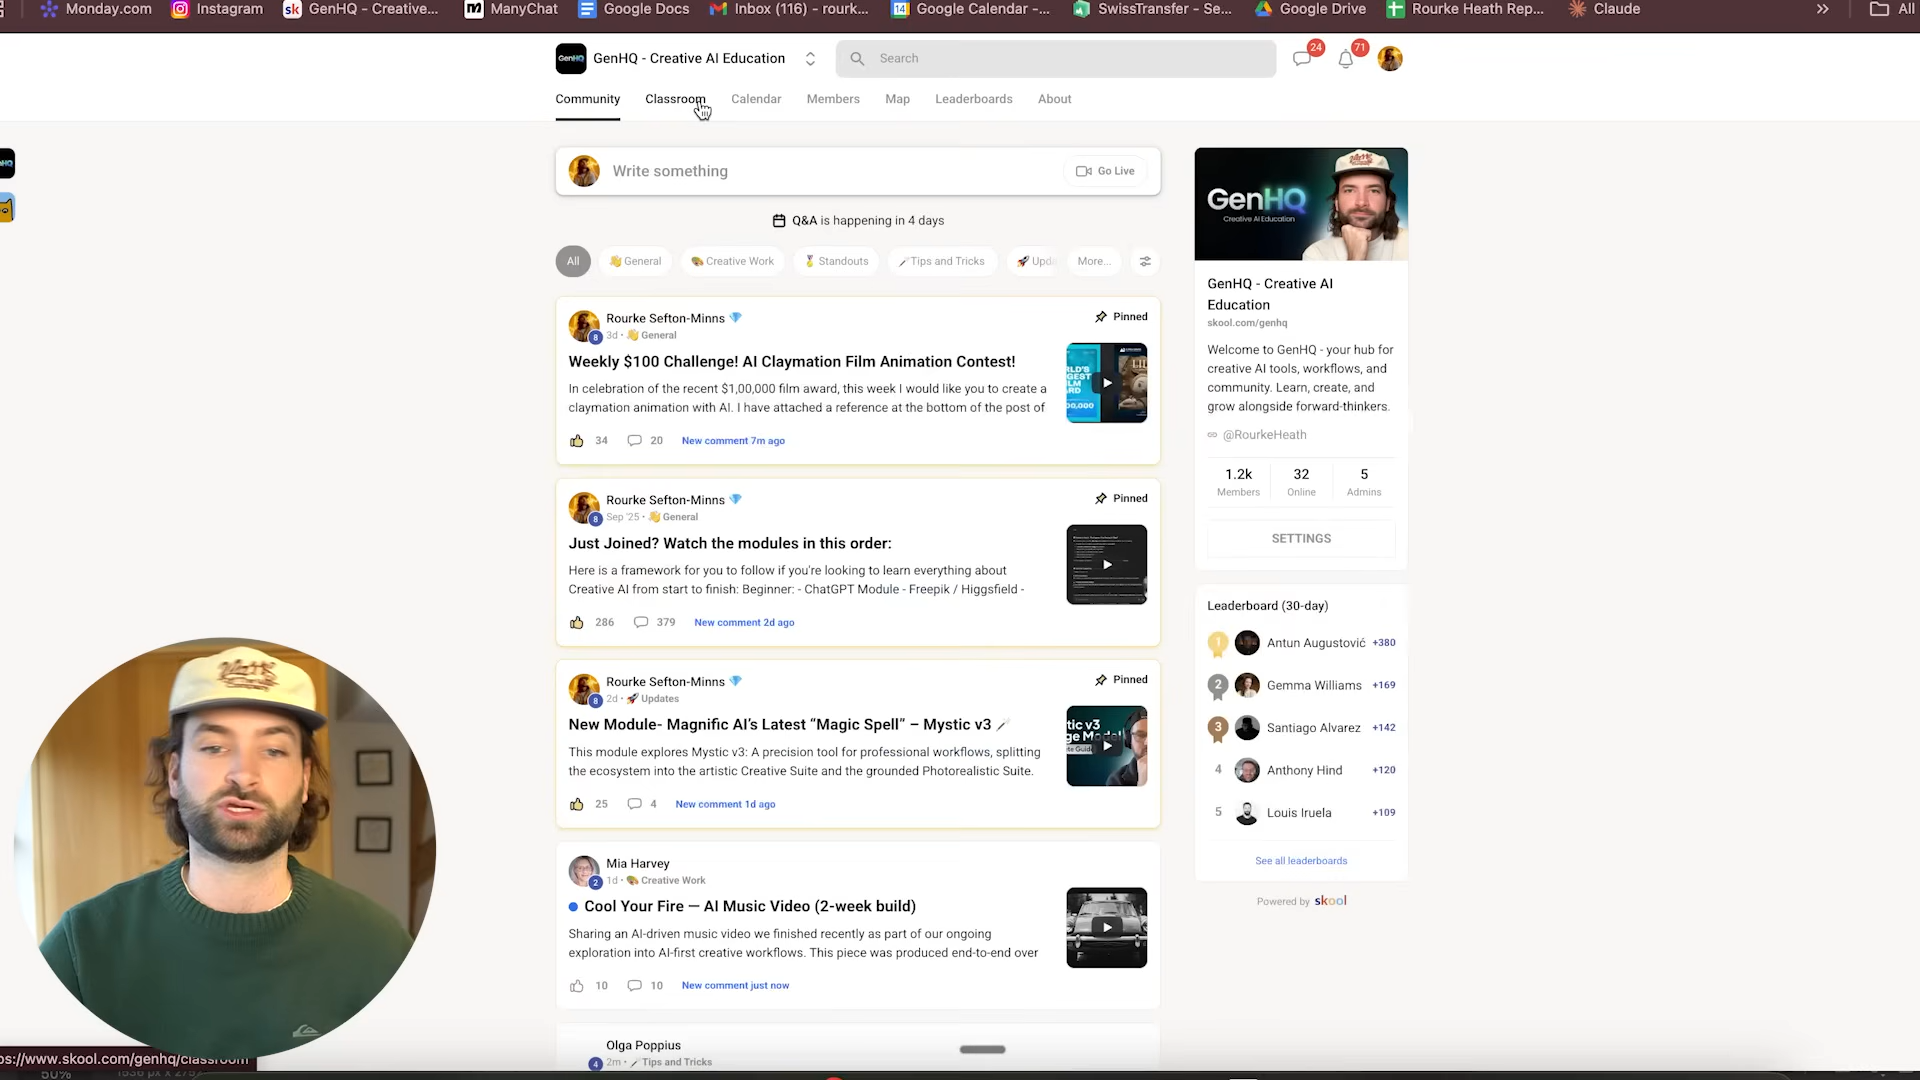 Monday.com
Instagram
sk GenHQ - Creative...
ManyChat
Google Docs
Inbox (116) - rourk...
14 Google Calendar -...
SwissTransfer - Se...
Google Drive
Rourke Heath Rep...
Claude
All
GenHQ
GenHQ - Creative AI Education
Search
24
71
Community
Classroom
Calendar
Members
Map
Leaderboards
About
Write something
Go Live
Q&A is happening in 4 days
All
General
Creative Work
Standouts
Tips and Tricks
Upda
More...
Rourke Sefton-Minns
Pinned
8
3d • General
Weekly $100 Challenge! AI Claymation Film Animation Contest!
In celebration of the recent $1,00,000 film award, this week I would like you to create a
claymation animation with AI. I have attached a reference at the bottom of the post of
34
20
New comment 7m ago
Rourke Sefton-Minns
Pinned
8
Sep '25 • General
Just Joined? Watch the modules in this order:
Here is a framework for you to follow if you're looking to learn everything about
Creative AI from start to finish: Beginner: - ChatGPT Module - Freepik / Higgsfield -
286
379
New comment 2d ago
Rourke Sefton-Minns
Pinned
8
2d • Updates
New Module- Magnific AI's Latest “Magic Spell” – Mystic v3
This module explores Mystic v3: A precision tool for professional workflows, splitting
the ecosystem into the artistic Creative Suite and the grounded Photorealistic Suite.
25
4
New comment 1d ago
Mia Harvey
2
1d • Creative Work
Cool Your Fire — AI Music Video (2-week build)
Sharing an AI-driven music video we finished recently as part of our ongoing
exploration into AI-first creative workflows. This piece was produced end-to-end over
10
10
New comment just now
Olga Poppius
4
2m • Tips and Tricks
GenHQ
Creative AI Education
GenHQ - Creative AI
Education
skool.com/genhq
Welcome to GenHQ - your hub for
creative AI tools, workflows, and
community. Learn, create, and
grow alongside forward-thinkers.
@RourkeHeath
1.2k
Members
32
Online
5
Admins
SETTINGS
Leaderboard (30-day)
1 Antun Augustović +380
2 Gemma Williams +169
3 Santiago Alvarez +142
4 Anthony Hind +120
5 Louis Iruela +109
See all leaderboards
Powered by skool
ps://www.skool.com/genhq/classroom
50%